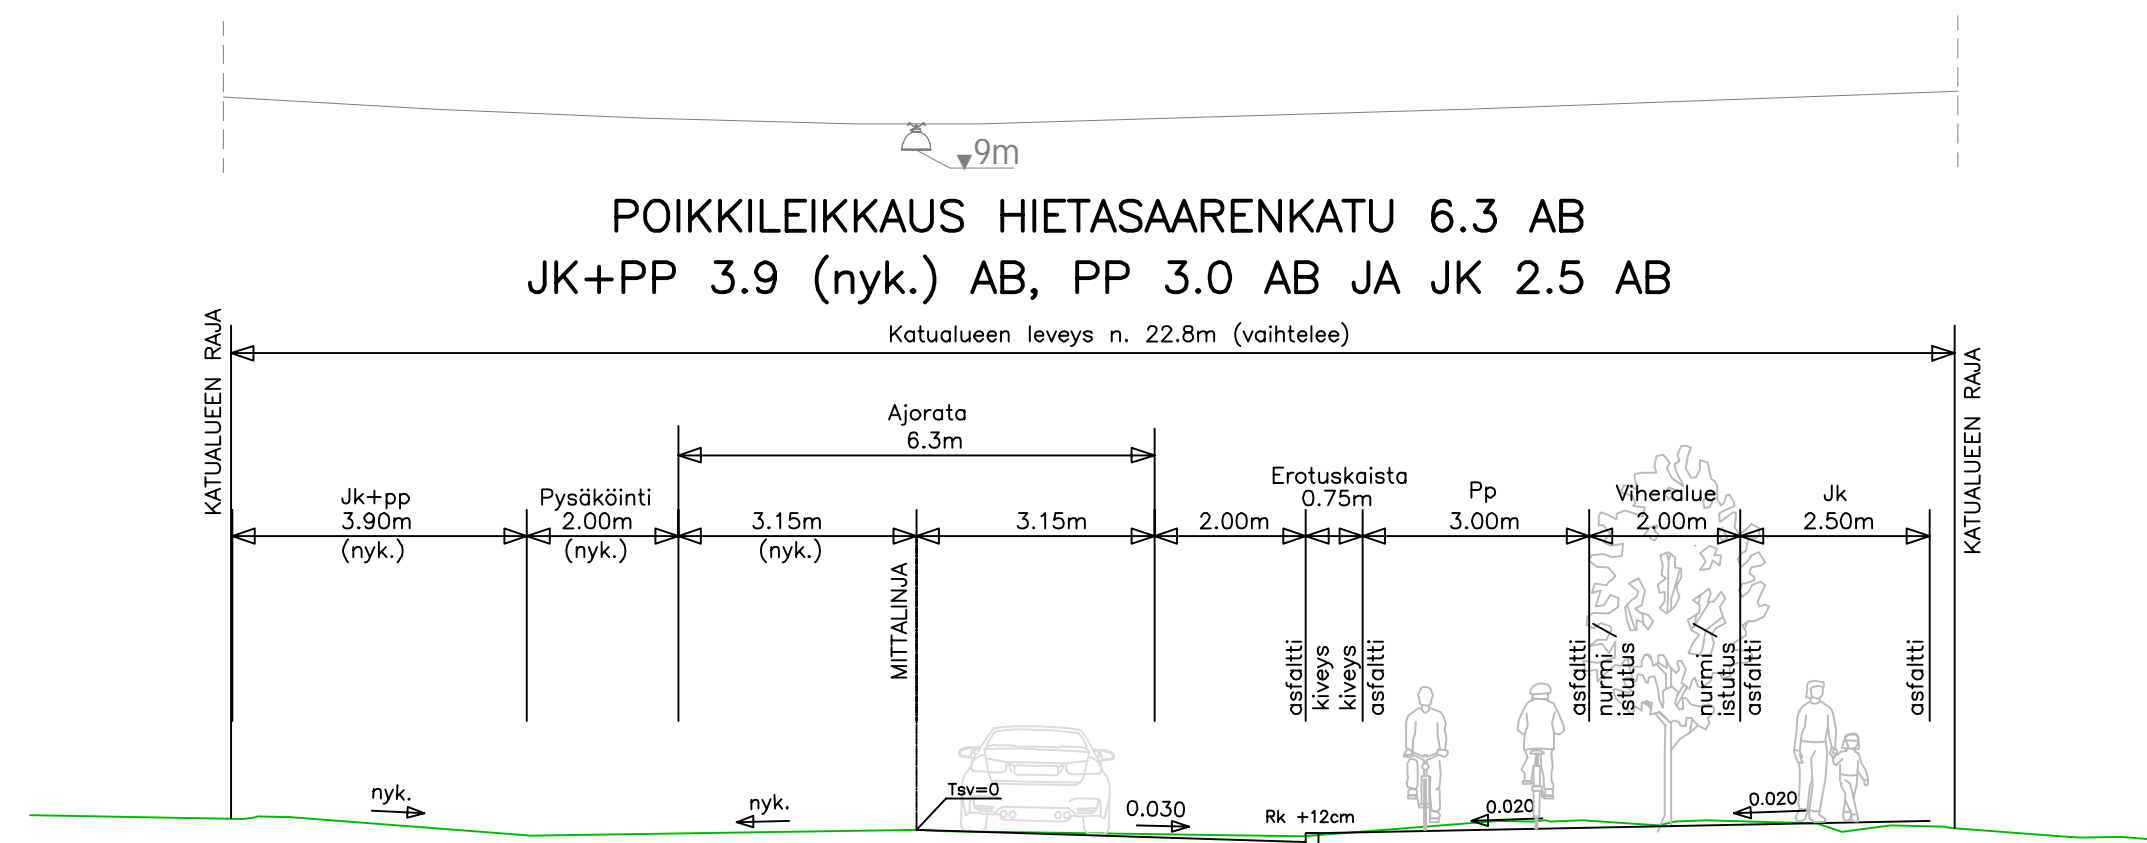 9m
POIKKILEIKKAUS HIETASAARENKATU 6.3 AB
JK+PP 3.9 (nyk.) AB, PP 3.0 AB JA JK 2.5 AB
Katualueen leveys n. 22.8m (vaihtelee)
KATUALUEEN RAJA
KATUALUEEN RAJA
Ajorata
6.3m
Jk+pp
3.90m
(nyk.)
Pysäköinti
2.00m
(nyk.)
3.15m
(nyk.)
3.15m
2.00m
Erotuskaista
0.75m
Pp
3.00m
Viheralue
2.00m
Jk
2.50m
MITTALINJA
asfaltti
kiveys
kiveys
asfaltti
asfaltti
nurmi /
istutus
nurmi /
istutus
asfaltti
asfaltti
nyk.
nyk.
Tsv=0
0.030
Rk +12cm
0.020
0.020